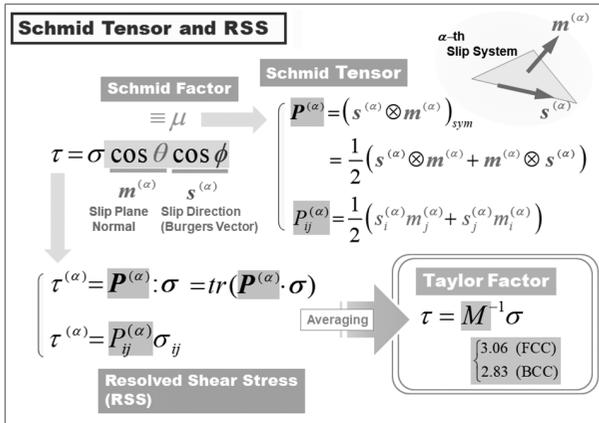 Schmid Tensor and RSS
α-th
Slip System
m^(α)
s^(α)
Schmid Factor
≡ μ
τ = σ cos θ cos ϕ
m^(α) s^(α)
Slip Plane Normal
Slip Direction (Burgers Vector)
Schmid Tensor
P^(α) = (s^(α) ⊗ m^(α))_sym
= 1/2 (s^(α) ⊗ m^(α) + m^(α) ⊗ s^(α))
P_ij^(α) = 1/2 (s_i^(α) m_j^(α) + s_j^(α) m_i^(α))
τ^(α) = P^(α) : σ = tr(P^(α) · σ)
τ^(α) = P_ij^(α) σ_ij
Resolved Shear Stress
(RSS)
Averaging
Taylor Factor
τ = M^-1 σ
3.06 (FCC)
2.83 (BCC)